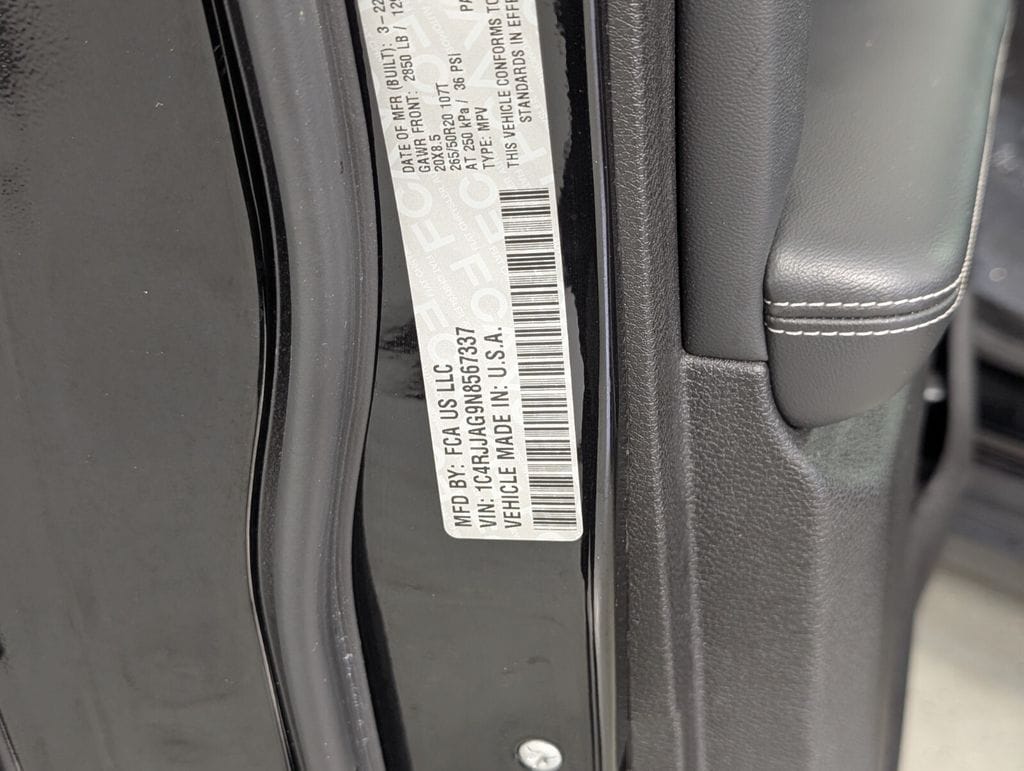 MFD BY: FCA US LLC
DATE OF MFR (BUILT): 3-22
VIN: 1C4RJJAG9N8567337
GAWR FRONT: 2850 LB /
VEHICLE MADE IN: U.S.A.
20X8.5
265/50R20 107T
AT 250 kPa / 36 PSI
TYPE: MPV
THIS VEHICLE CONFORMS TO
STANDARDS IN EFFE